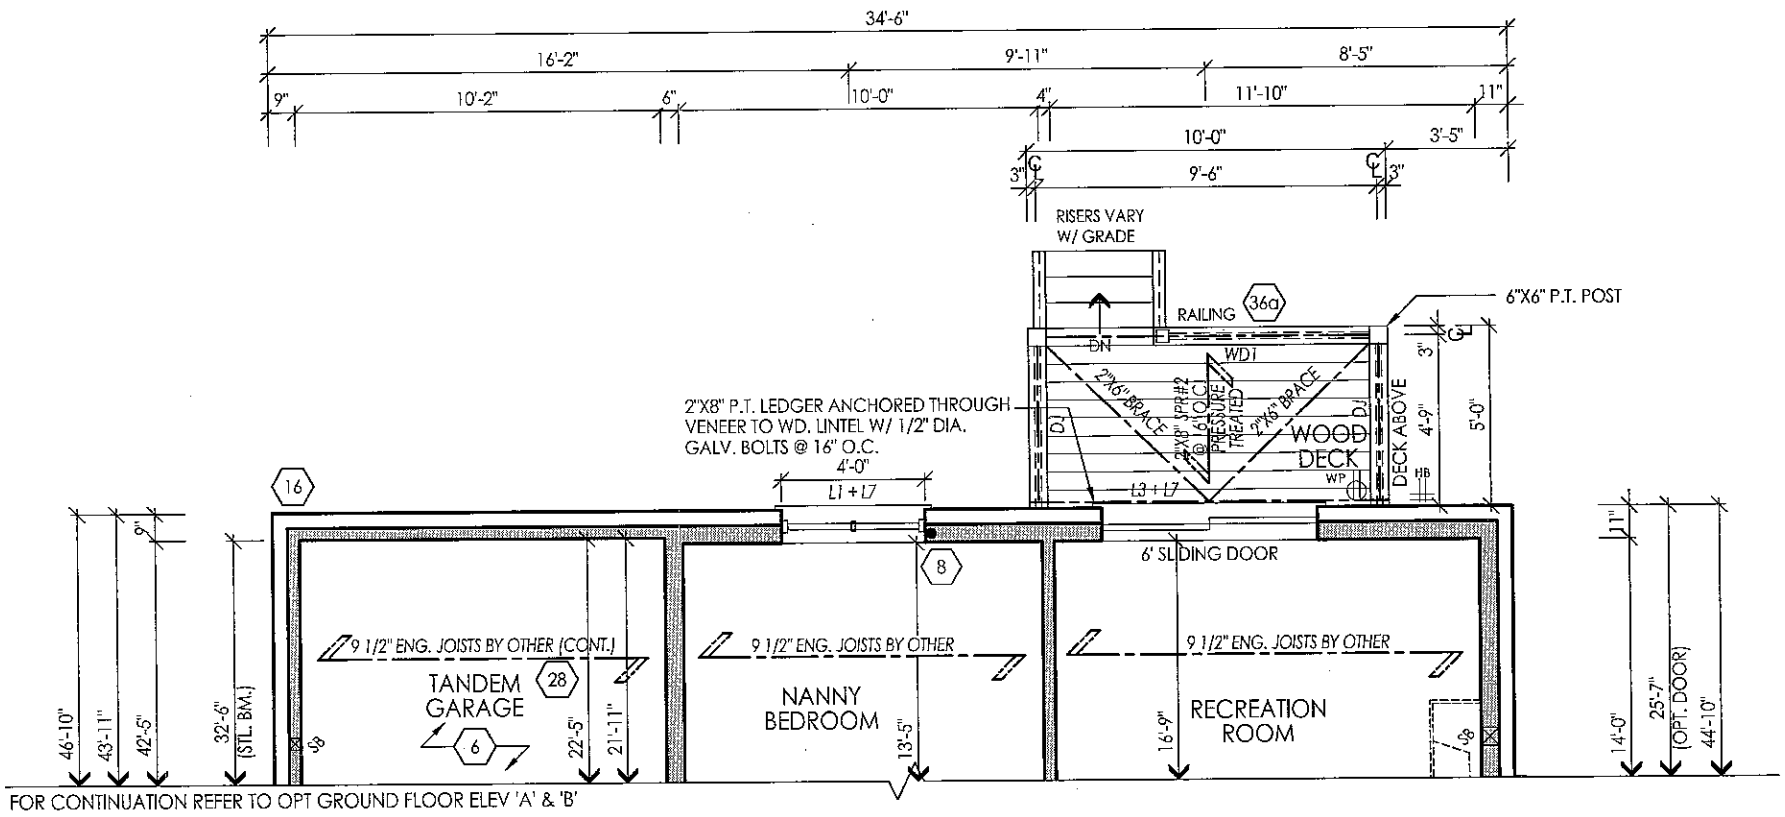 34'-6"
16'-2" 9'-11" 8'-5"
9" 10'-2" 6" 10'-0" 4" 11'-10" 11"
10'-0" 3'-5"
3" CL 9'-6" CL 3"
RISERS VARY
W/ GRADE
RAILING 36a
6"X6" P.T. POST
DN
WD1
2"X6" BRACE
2"X8" SPR#2
@ 16" O.C.
PRESSURE
TREATED
2"X6" BRACE
DJ
DJ
WOOD
DECK
WP
HB
DECK ABOVE
3"
CL
4'-9"
5'-0"
2"X8" P.T. LEDGER ANCHORED THROUGH
VENEER TO WD. LINTEL W/ 1/2" DIA.
GALV. BOLTS @ 16" O.C.
4'-0"
L1 + L7
L3 + L7
16
8
6' SLIDING DOOR
9"
11"
9 1/2" ENG. JOISTS BY OTHER (CONT.)
9 1/2" ENG. JOISTS BY OTHER
9 1/2" ENG. JOISTS BY OTHER
TANDEM
GARAGE
28
6
NANNY
BEDROOM
RECREATION
ROOM
SB
SB
46'-10"
43'-11"
42'-5"
32'-6"
(STL. BM.)
22'-5"
21'-11"
13'-5"
16'-9"
14'-0"
25'-7"
(OPT. DOOR)
44'-10"
FOR CONTINUATION REFER TO OPT GROUND FLOOR ELEV 'A' & 'B'